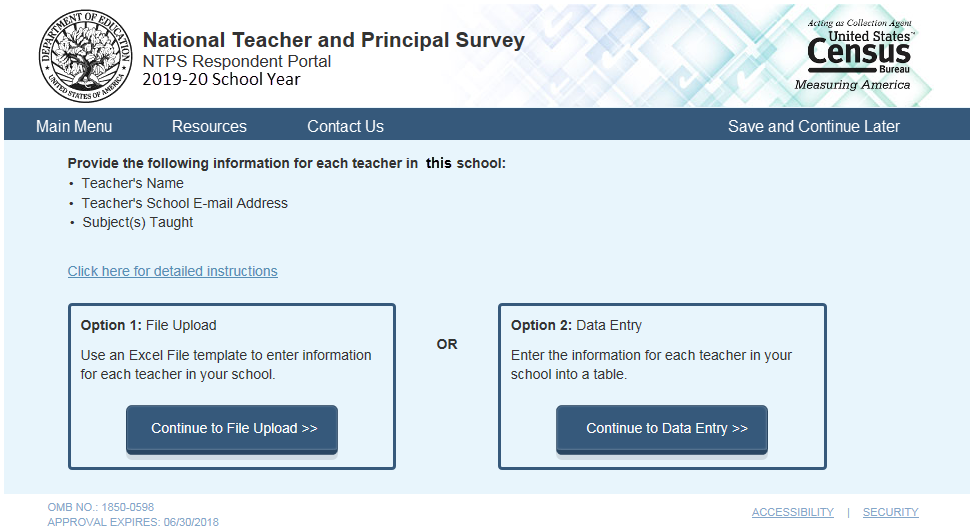 DEPARTMENT OF EDUCATION
UNITED STATES OF AMERICA
National Teacher and Principal Survey
NTPS Respondent Portal
2019-20 School Year
Acting as Collection Agent
United States™
Census
Bureau
Measuring America
Main Menu Resources Contact Us Save and Continue Later
Provide the following information for each teacher in this school:
• Teacher's Name
• Teacher's School E-mail Address
• Subject(s) Taught
Click here for detailed instructions
Option 1: File Upload
Use an Excel File template to enter information
for each teacher in your school.
Continue to File Upload >>
OR
Option 2: Data Entry
Enter the information for each teacher in your
school into a table.
Continue to Data Entry >>
OMB NO.: 1850-0598
APPROVAL EXPIRES: 06/30/2018
ACCESSIBILITY | SECURITY